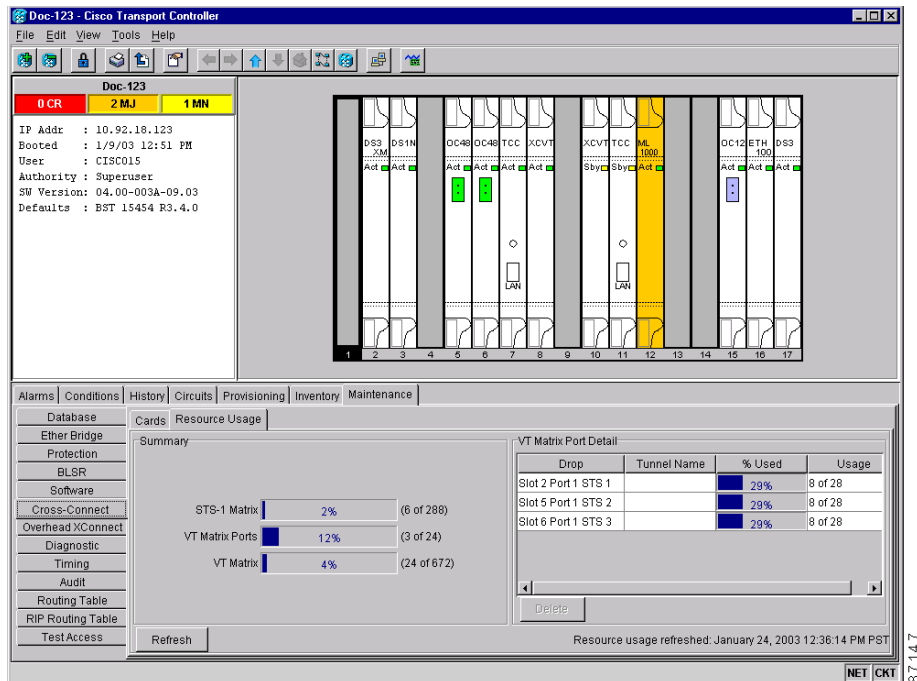 Doc-123 - Cisco Transport Controller
File Edit View Tools Help
Doc-123
0 CR 2 MJ 1 MN
IP Addr : 10.92.18.123
Booted : 1/9/03 12:51 PM
User : CISCO15
Authority : Superuser
SW Version: 04.00-003A-09.03
Defaults : BST 15454 R3.4.0
DS3 XM DS1N OC48 OC48 TCC XCVT XCVT TCC ML 1000 OC12 ETH 100 DS3
Act Act Act Act Act Act Sby Sby Act Act Act Act
LAN LAN
1 2 3 4 5 6 7 8 9 10 11 12 13 14 15 16 17
Alarms Conditions History Circuits Provisioning Inventory Maintenance
Database
Ether Bridge
Protection
BLSR
Software
Cross-Connect
Overhead XConnect
Diagnostic
Timing
Audit
Routing Table
RIP Routing Table
Test Access
Cards Resource Usage
Summary
STS-1 Matrix 2% (6 of 288)
VT Matrix Ports 12% (3 of 24)
VT Matrix 4% (24 of 672)
Refresh
VT Matrix Port Detail
Drop Tunnel Name % Used Usage
Slot 2 Port 1 STS 1 29% 8 of 28
Slot 5 Port 1 STS 2 29% 8 of 28
Slot 6 Port 1 STS 3 29% 8 of 28
Delete
Resource usage refreshed: January 24, 2003 12:36:14 PM PST
NET CKT
87147